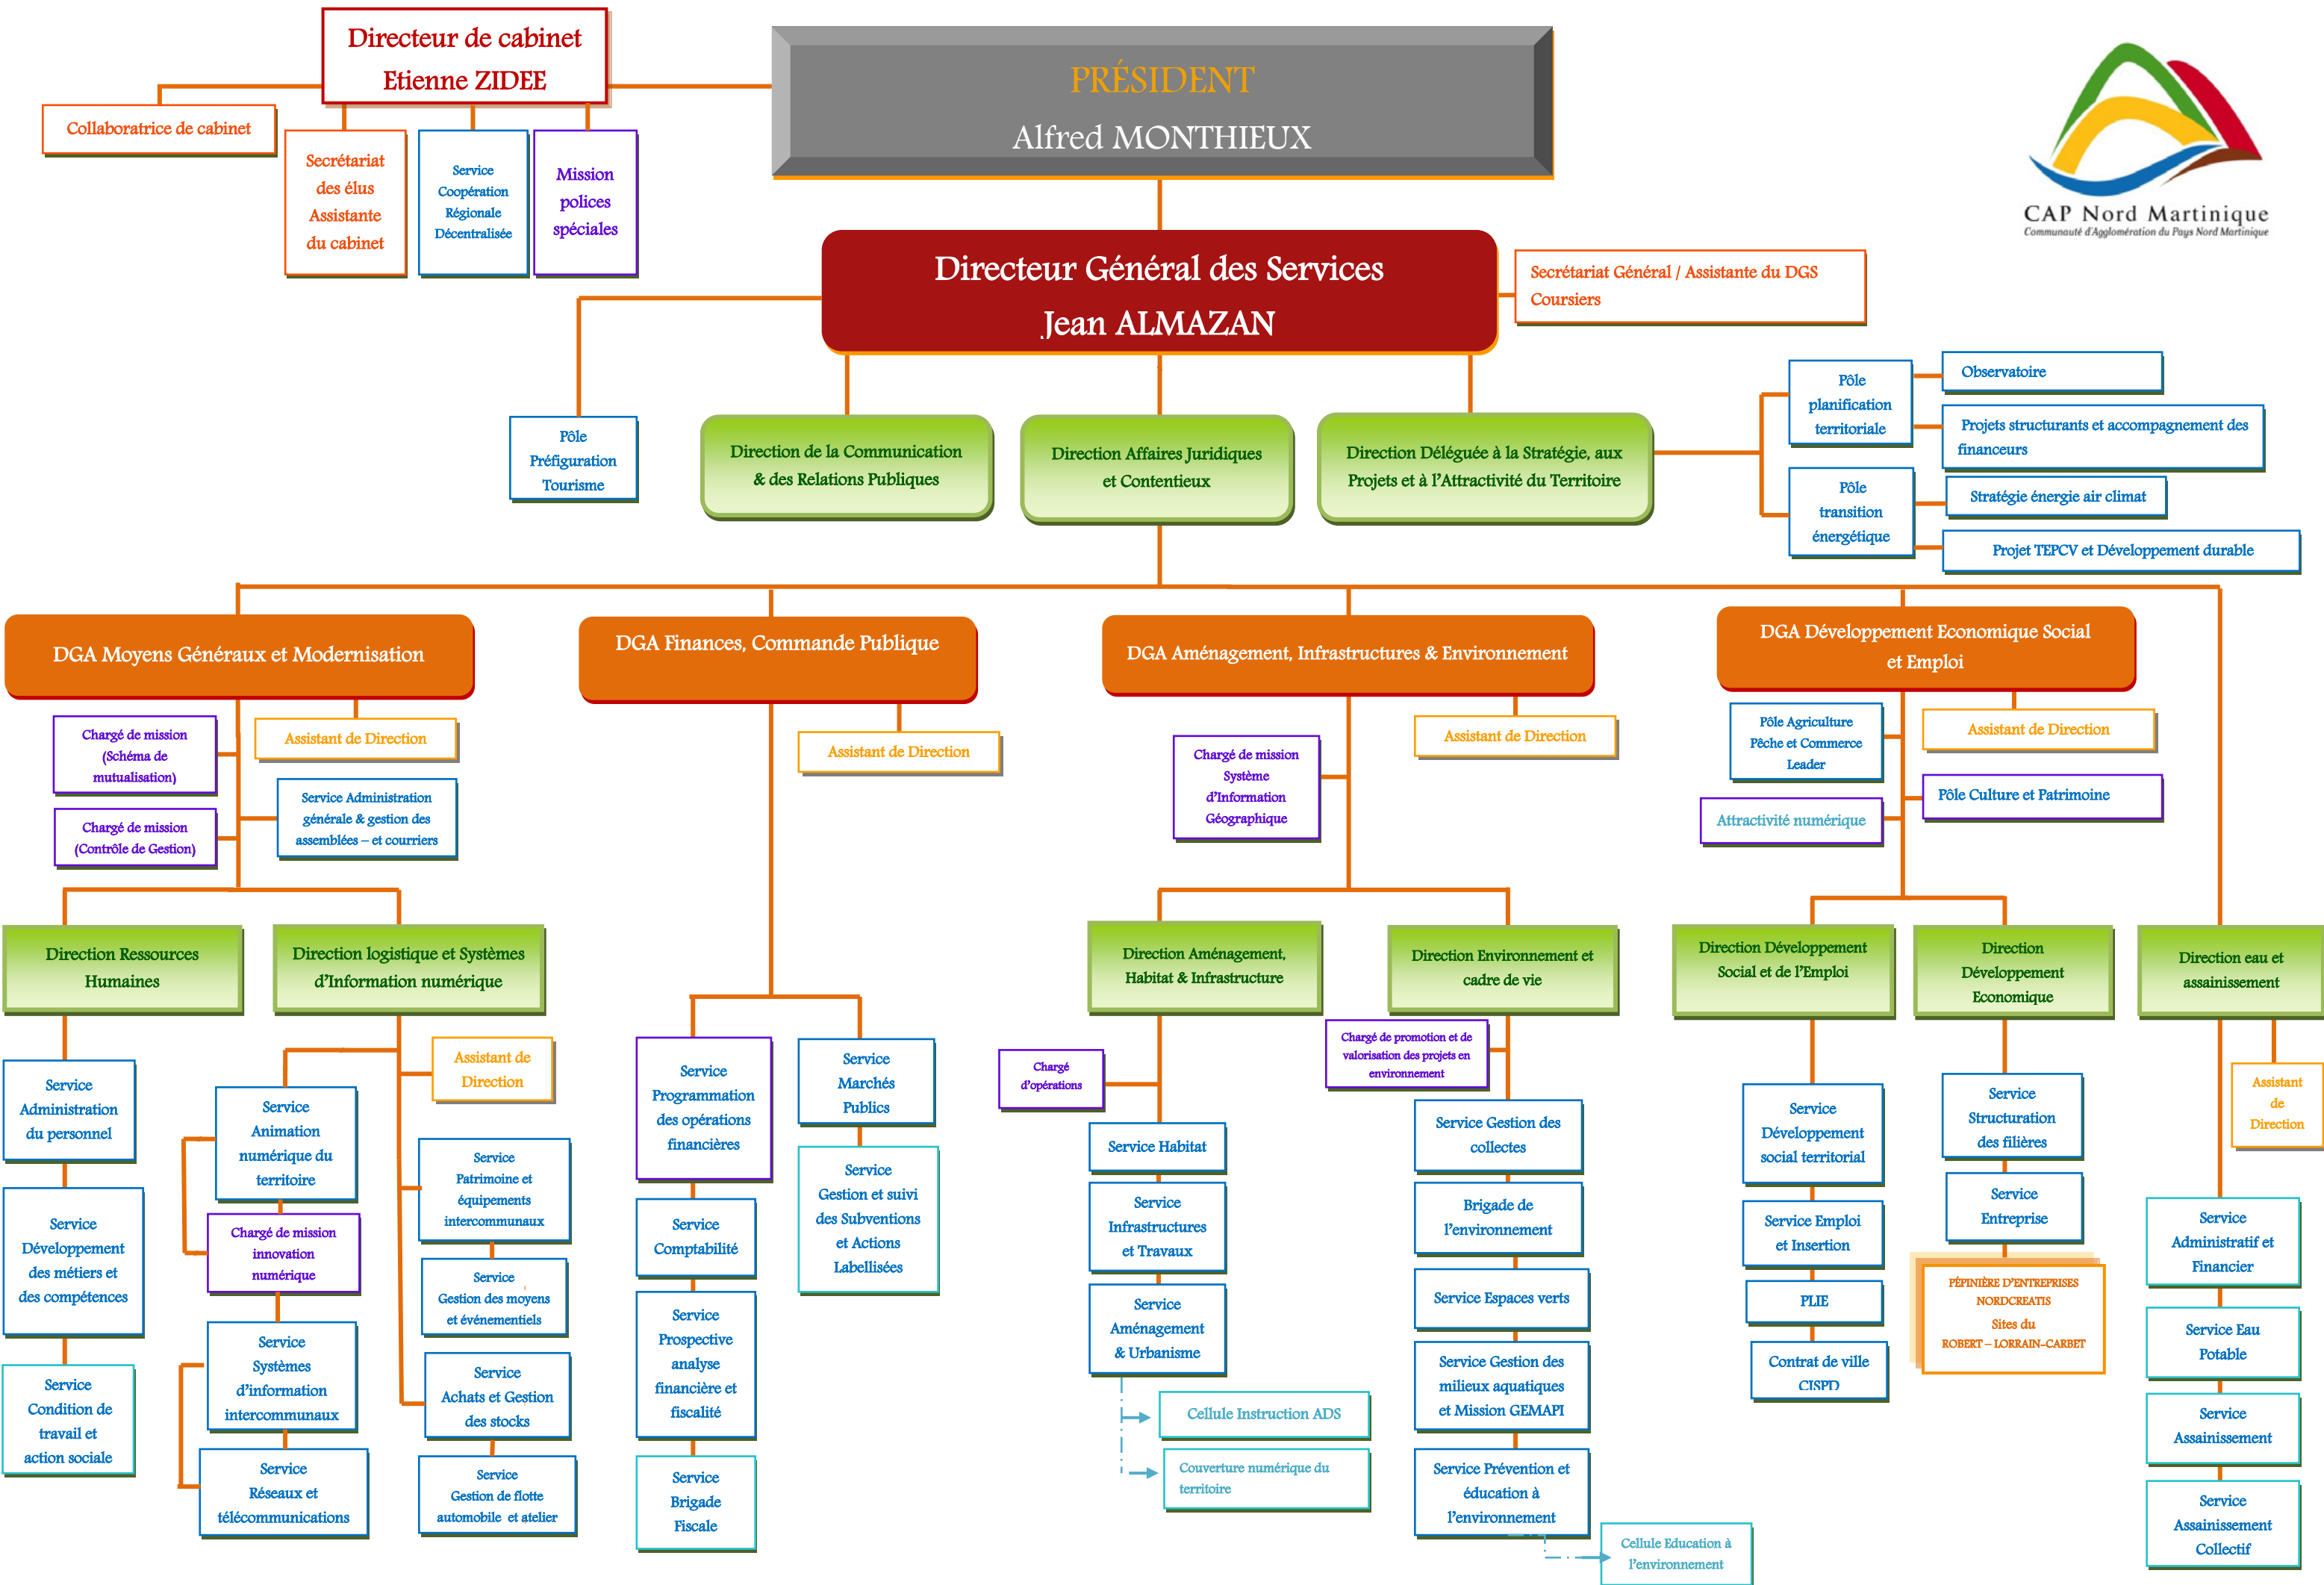 Directeur de cabinet
Etienne ZIDEE
PRÉSIDENT
Alfred MONTHIEUX
CAP Nord Martinique
Communauté d'Agglomération du Pays Nord Martinique
Collaboratrice de cabinet
Secrétariat
des élus
Assistante
du cabinet
Service
Coopération
Régionale
Décentralisée
Mission
polices
spéciales
Directeur Général des Services
Jean ALMAZAN
Secrétariat Général / Assistante du DGS
Coursiers
Pôle
Préfiguration
Tourisme
Direction de la Communication
& des Relations Publiques
Direction Affaires Juridiques
et Contentieux
Direction Déléguée à la Stratégie, aux
Projets et à l'Attractivité du Territoire
Pôle
planification
territoriale
Observatoire
Projets structurants et accompagnement des
financeurs
Pôle
transition
énergétique
Stratégie énergie air climat
Projet TEPCV et Développement durable
DGA Moyens Généraux et Modernisation
DGA Finances, Commande Publique
DGA Aménagement, Infrastructures & Environnement
DGA Développement Economique Social
et Emploi
Chargé de mission
(Schéma de
mutualisation)
Assistant de Direction
Chargé de mission
(Contrôle de Gestion)
Service Administration
générale & gestion des
assemblées – et courriers
Assistant de Direction
Chargé de mission
Système
d'Information
Géographique
Assistant de Direction
Pôle Agriculture
Pêche et Commerce
Leader
Assistant de Direction
Attractivité numérique
Pôle Culture et Patrimoine
Direction Ressources
Humaines
Direction logistique et Systèmes
d'Information numérique
Direction Aménagement,
Habitat & Infrastructure
Direction Environnement et
cadre de vie
Direction Développement
Social et de l'Emploi
Direction
Développement
Economique
Direction eau et
assainissement
Service
Administration
du personnel
Service
Développement
des métiers et
des compétences
Service
Condition de
travail et
action sociale
Service
Animation
numérique du
territoire
Chargé de mission
innovation
numérique
Service
Systèmes
d'information
intercommunaux
Service
Réseaux et
télécommunications
Assistant de
Direction
Service
Patrimoine et
équipements
intercommunaux
Service
Gestion des moyens
et événementiels
Service
Achats et Gestion
des stocks
Service
Gestion de flotte
automobile et atelier
Service
Programmation
des opérations
financières
Service
Comptabilité
Service
Prospective
analyse
financière et
fiscalité
Service
Brigade
Fiscale
Service
Marchés
Publics
Service
Gestion et suivi
des Subventions
et Actions
Labellisées
Chargé
d'opérations
Service Habitat
Service
Infrastructures
et Travaux
Service
Aménagement
& Urbanisme
Cellule Instruction ADS
Couverture numérique du
territoire
Chargé de promotion et de
valorisation des projets en
environnement
Service Gestion des
collectes
Brigade de
l'environnement
Service Espaces verts
Service Gestion des
milieux aquatiques
et Mission GEMAPI
Service Prévention et
éducation à
l'environnement
Cellule Education à
l'environnement
Service
Développement
social territorial
Service Emploi
et Insertion
PLIE
Contrat de ville
CISPD
Service
Structuration
des filières
Service
Entreprise
PÉPINIÈRE D'ENTREPRISES
NORDCREATIS
Sites du
ROBERT – LORRAIN-CARBET
Assistant
de
Direction
Service
Administratif et
Financier
Service Eau
Potable
Service
Assainissement
Service
Assainissement
Collectif